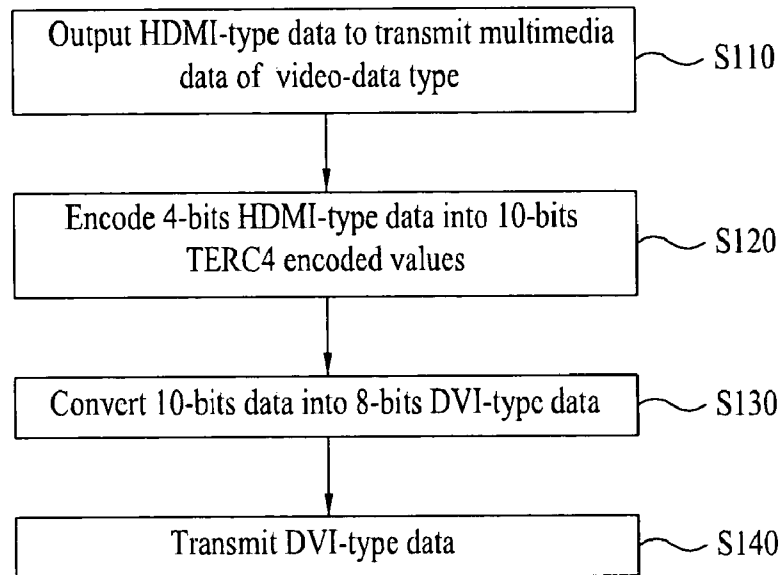 Output HDMI-type data to transmit multimedia
data of video-data type
S110
Encode 4-bits HDMI-type data into 10-bits
TERC4 encoded values
S120
Convert 10-bits data into 8-bits DVI-type data
S130
Transmit DVI-type data
S140